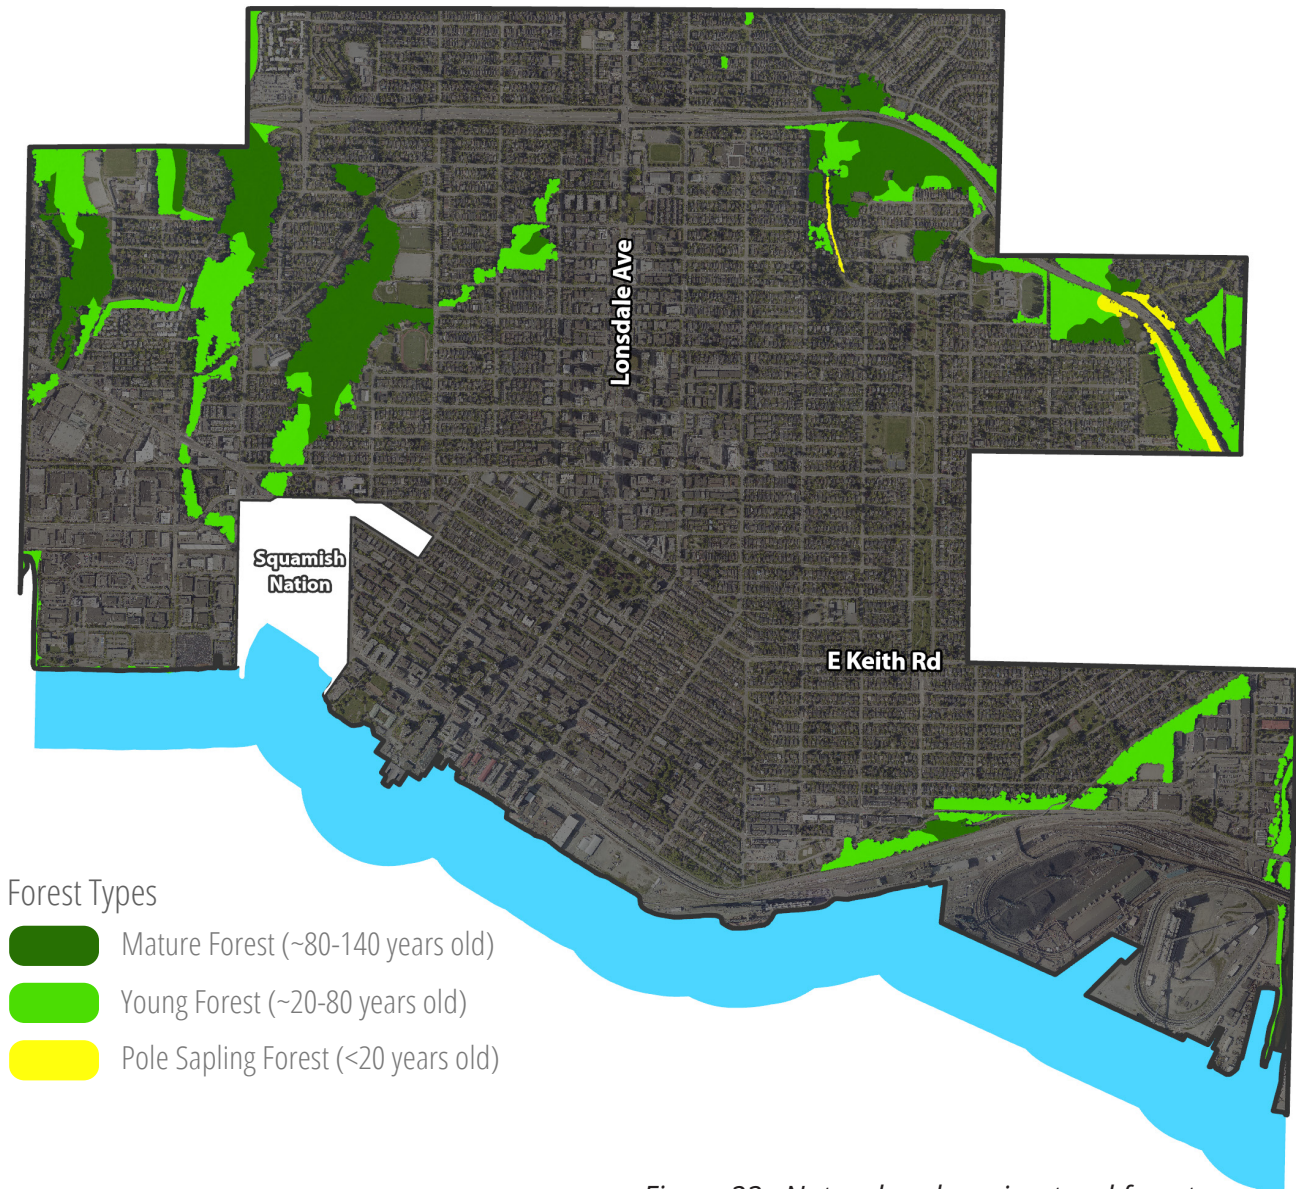 Lonsdale Ave
Squamish
Nation
E Keith Rd
Forest Types
Mature Forest (~80-140 years old)
Young Forest (~20-80 years old)
Pole Sapling Forest (<20 years old)